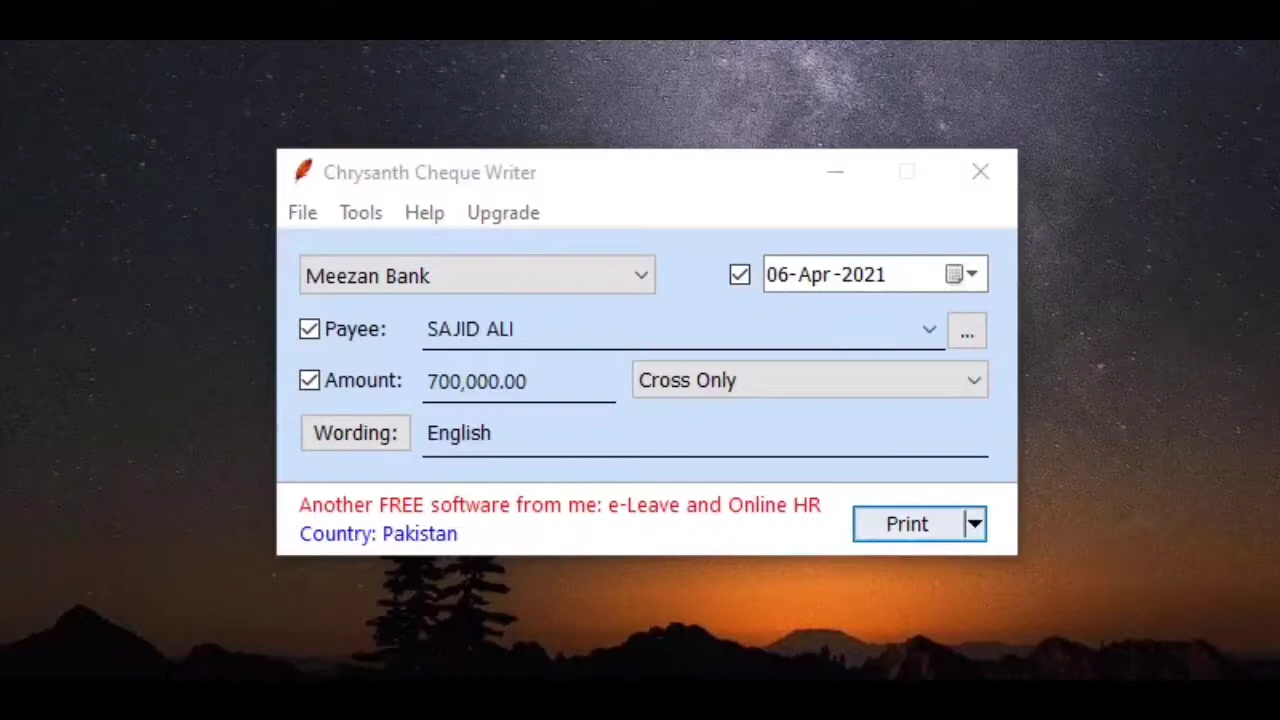 Chrysanth Cheque Writer
File Tools Help Upgrade
Meezan Bank 06-Apr-2021
Payee: SAJID ALI ...
Amount: 700,000.00 Cross Only
Wording: English
Another FREE software from me: e-Leave and Online HR
Country: Pakistan
Print